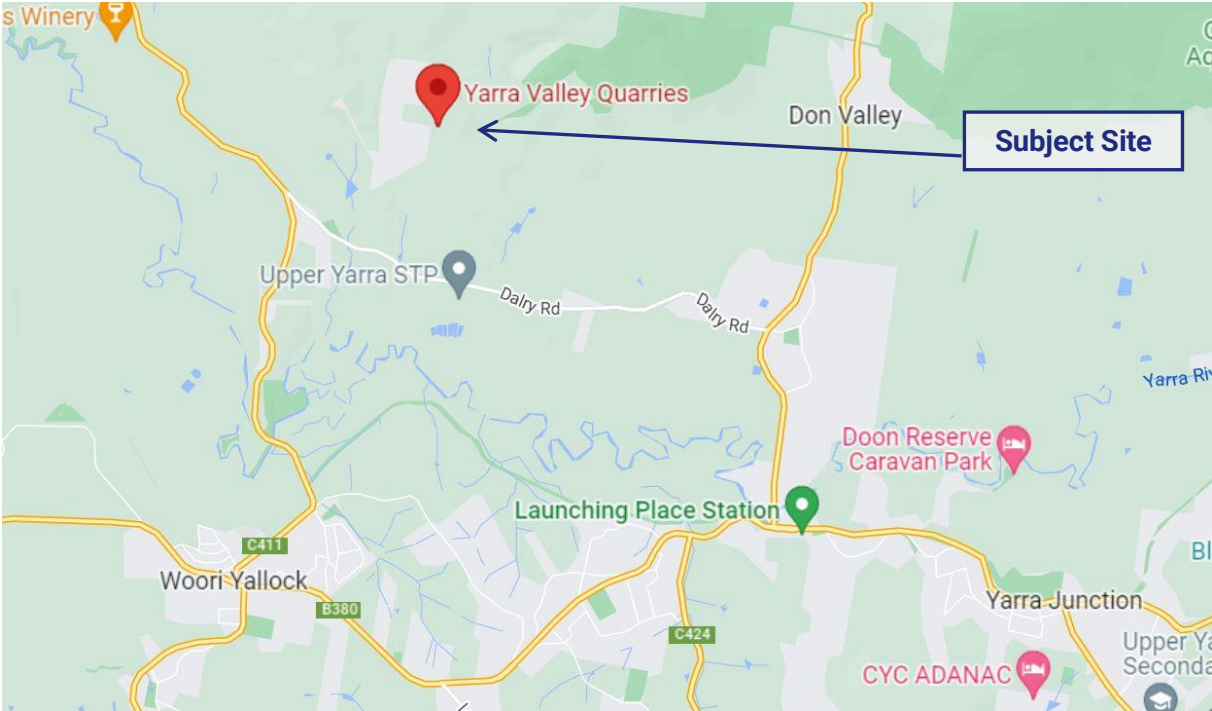 s Winery
Yarra Valley Quarries
Don Valley
Subject Site
Upper Yarra STP
Dalry Rd
Dalry Rd
Yarra Riv
Doon Reserve
Caravan Park
Launching Place Station
C411
Woori Yallock
B380
C424
Yarra Junction
Bl
Upper Ya
Seconda
CYC ADANAC